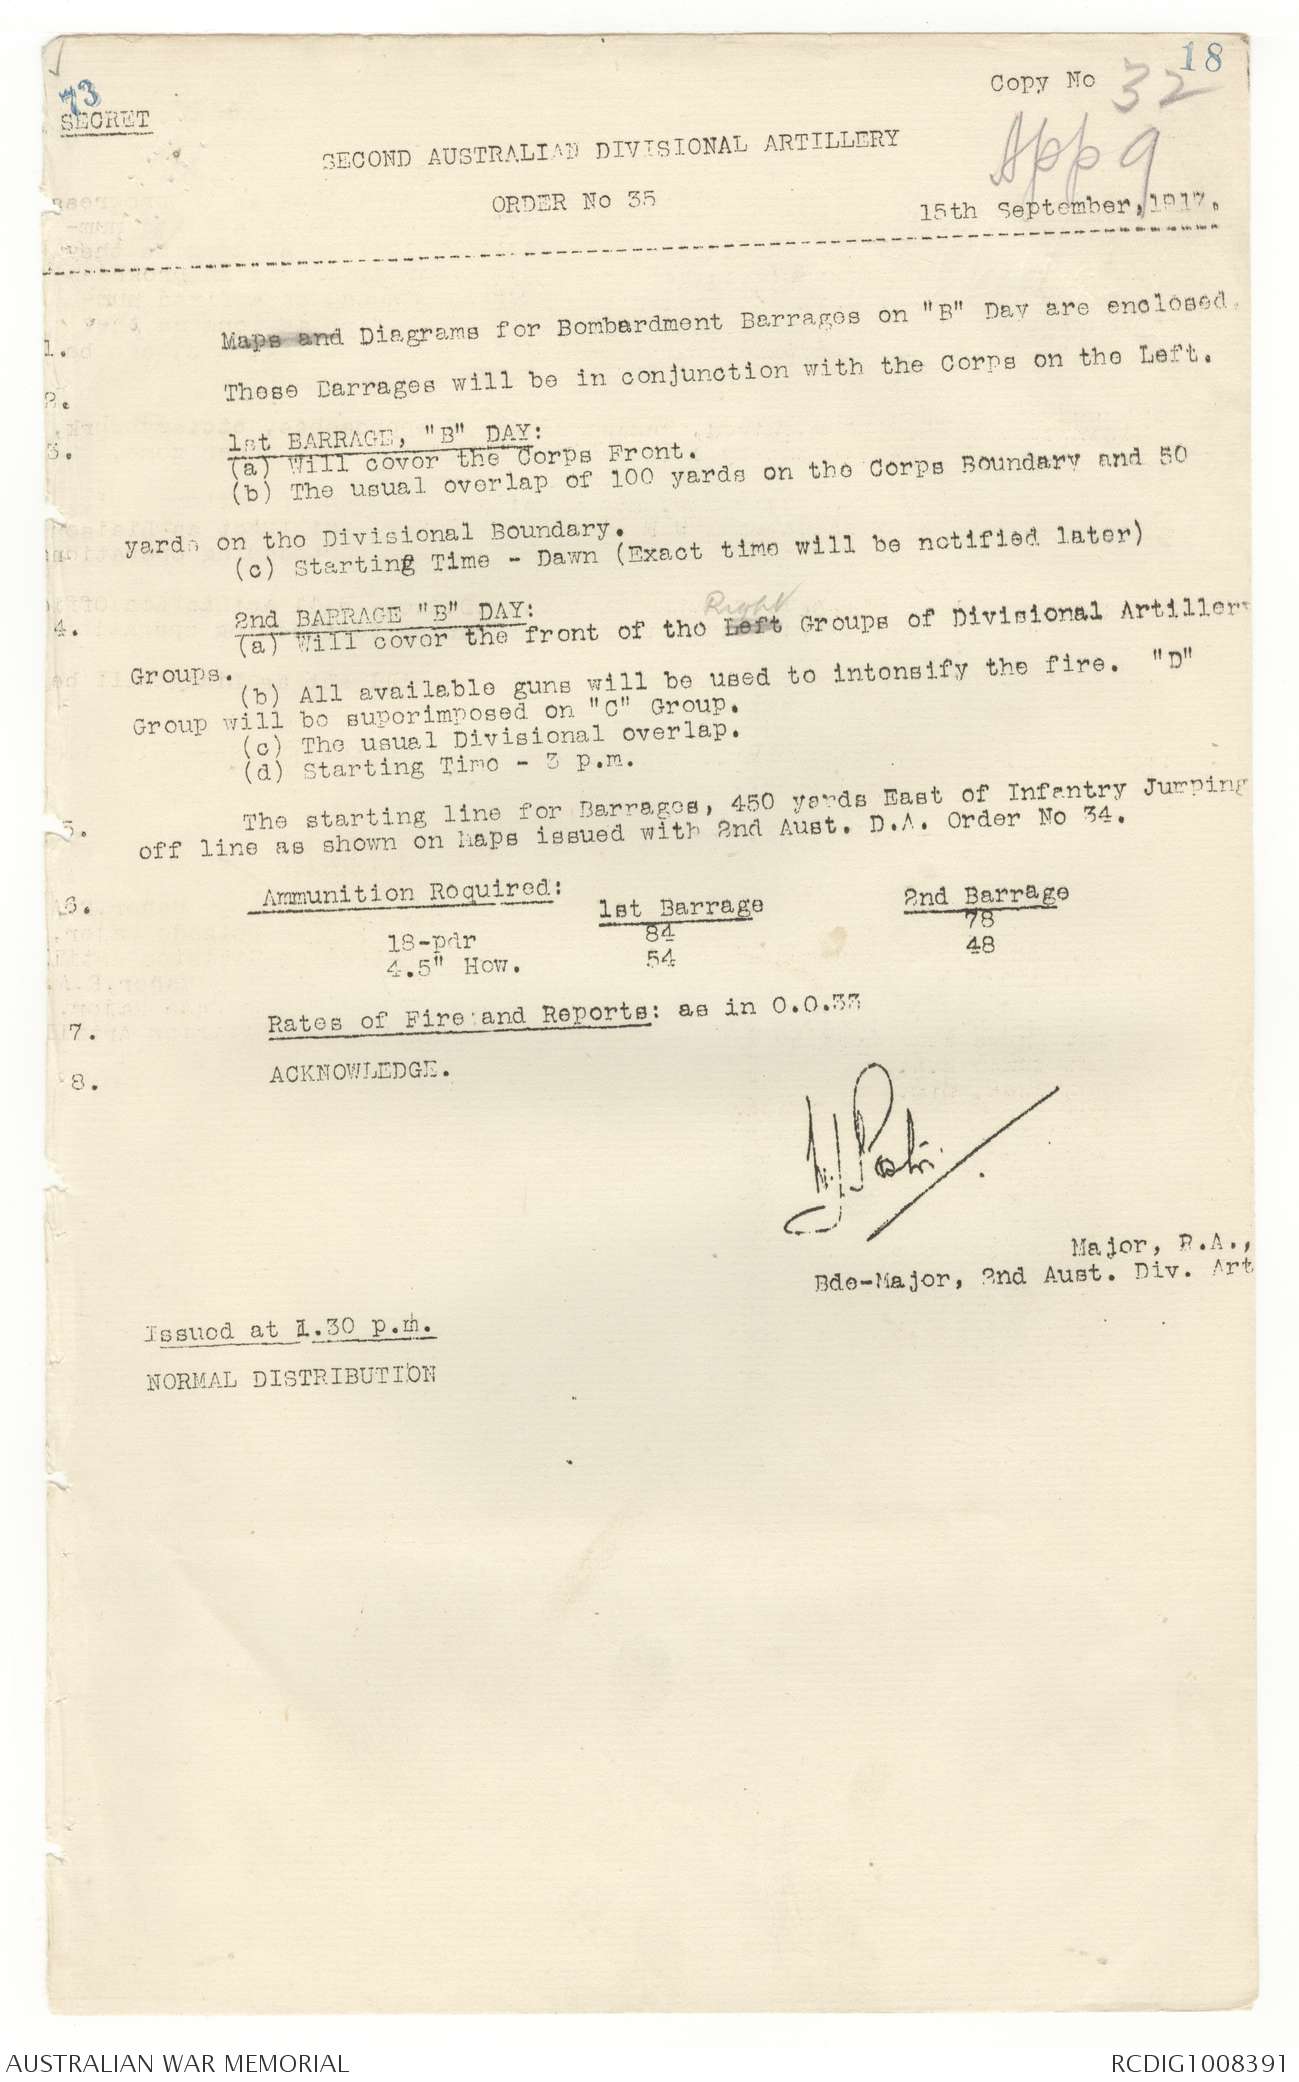 18
Copy No 32
73
SECRET
App 9
SECOND AUSTRALIAN DIVISIONAL ARTILLERY
ORDER No 35
15th September, 1917.
1. Maps and Diagrams for Bombardment Barrages on "B" Day are enclosed.
2. These Barrages will be in conjunction with the Corps on the Left.
3. 1st BARRAGE, "B" DAY:
(a) Will cover the Corps Front.
(b) The usual overlap of 100 yards on the Corps Boundary and 50
yards on the Divisional Boundary.
(c) Starting Time - Dawn (Exact time will be notified later)
4. 2nd BARRAGE "B" DAY:
Right
(a) Will cover the front of the Left Groups of Divisional Artillery
Groups.
(b) All available guns will be used to intensify the fire. "D"
Group will be superimposed on "C" Group.
(c) The usual Divisional overlap.
(d) Starting Time - 3 p.m.
5. The starting line for Barrages, 450 yards East of Infantry Jumping
off line as shown on Maps issued with 2nd Aust. D.A. Order No 34.
6. Ammunition Required:
1st Barrage 2nd Barrage
18-pdr 84 78
4.5" How. 54 48
7. Rates of Fire and Reports: as in O.O.33
8. ACKNOWLEDGE.
Major, R.A.,
Bde-Major, 2nd Aust. Div. Art
Issued at 1.30 p.m.
NORMAL DISTRIBUTION
AUSTRALIAN WAR MEMORIAL
RCDIG1008391